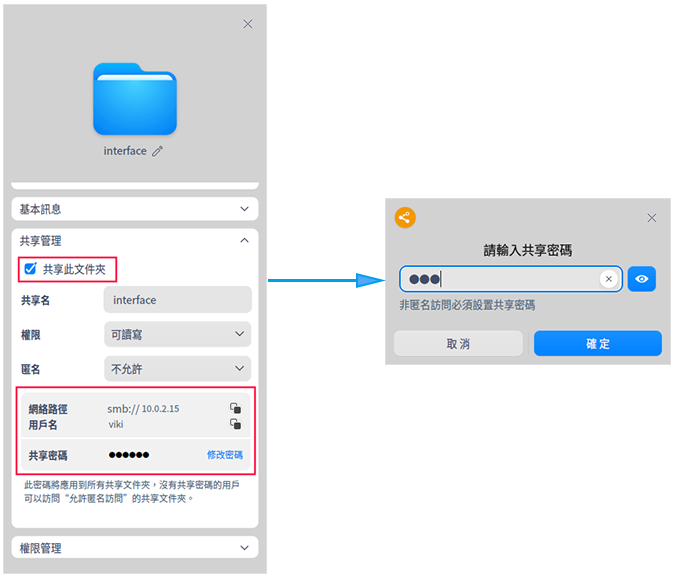 interface
基本訊息
共享管理
共享此文件夾
共享名 interface
權限 可讀寫
匿名 不允許
網絡路徑 smb:// 10.0.2.15
用戶名 viki
共享密碼 ●●●●●● 修改密碼
此密碼將應用到所有共享文件夾，沒有共享密碼的用戶
可以訪問“允許匿名訪問”的共享文件夾。
權限管理
請輸入共享密碼
●●●
非匿名訪問必須設置共享密碼
取消 確定